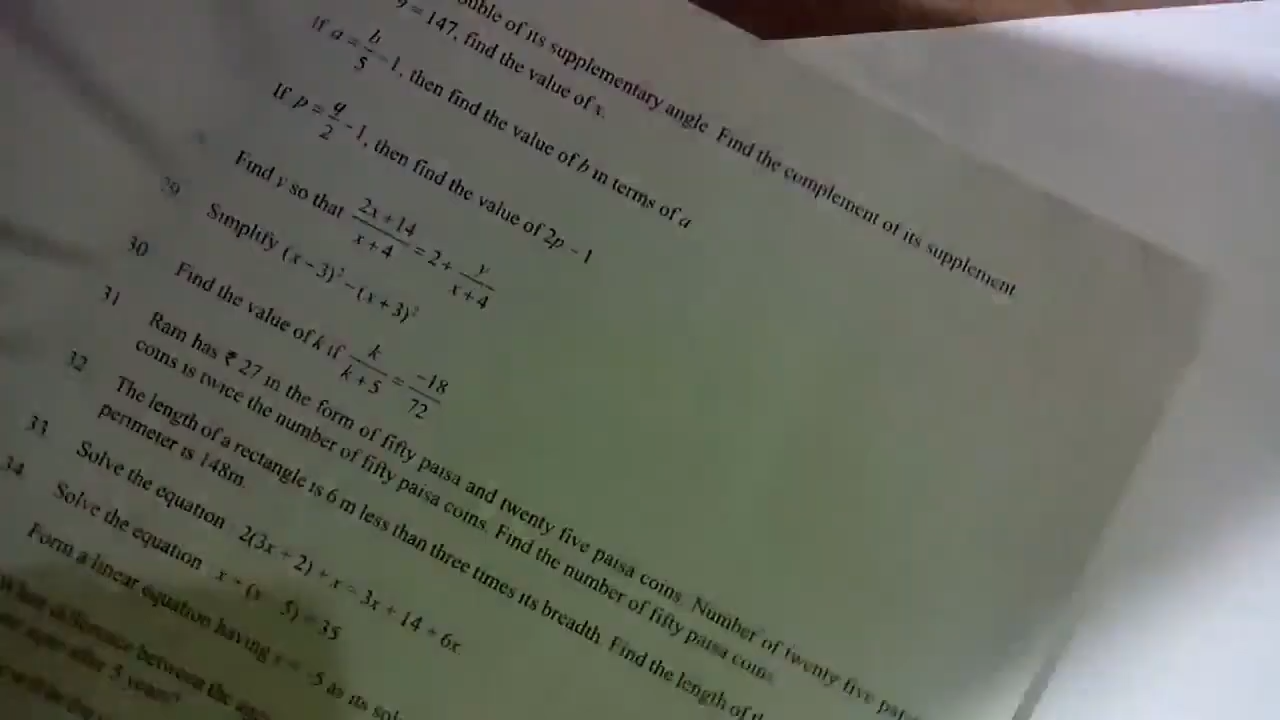 of its supplementary angle. Find the complement of its supplement
= 147, find the value of x.
If a = b/5 - 1, then find the value of b in terms of a
If p = q/2 - 1, then find the value of 2p - 1
Find y so that (2x + 14)/(x + 4) = 2 + y/(x + 4)
29 Simplify (x - 3)² - (x + 3)²
30 Find the value of k if k/(k + 5) = -18/72
31 Ram has ₹ 27 in the form of fifty paisa and twenty five paisa coins. Number of twenty five
coins is twice the number of fifty paisa coins. Find the number of fifty paisa coins.
32 The length of a rectangle is 6 m less than three times its breadth. Find the length of
perimeter is 148m.
33 Solve the equation 2(3x + 2) + x = 3x + 14 + 6x
34 Solve the equation = 35
Form a linear equation having as its
difference between the
after 5 years?